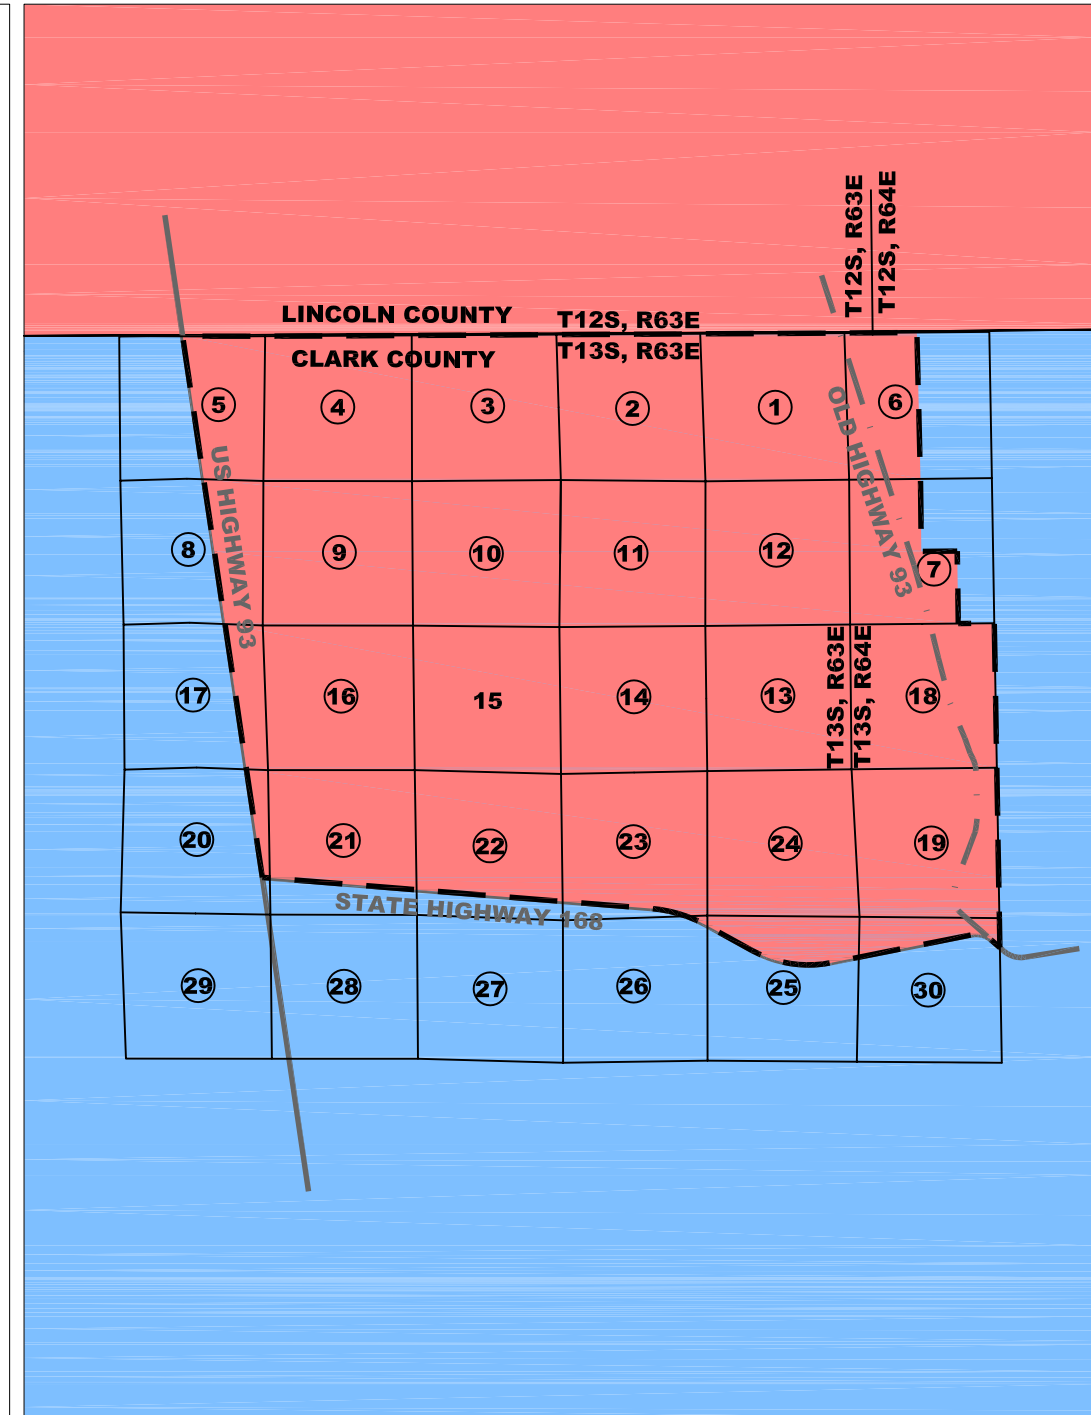 T12S, R63E
T12S, R64E
LINCOLN COUNTY
T12S, R63E
CLARK COUNTY
T13S, R63E
5
4
3
2
1
6
OLD HIGHWAY 93
US HIGHWAY 93
8
9
10
11
12
7
T13S, R63E
T13S, R64E
17
16
15
14
13
18
20
21
22
23
24
19
STATE HIGHWAY 168
29
28
27
26
25
30